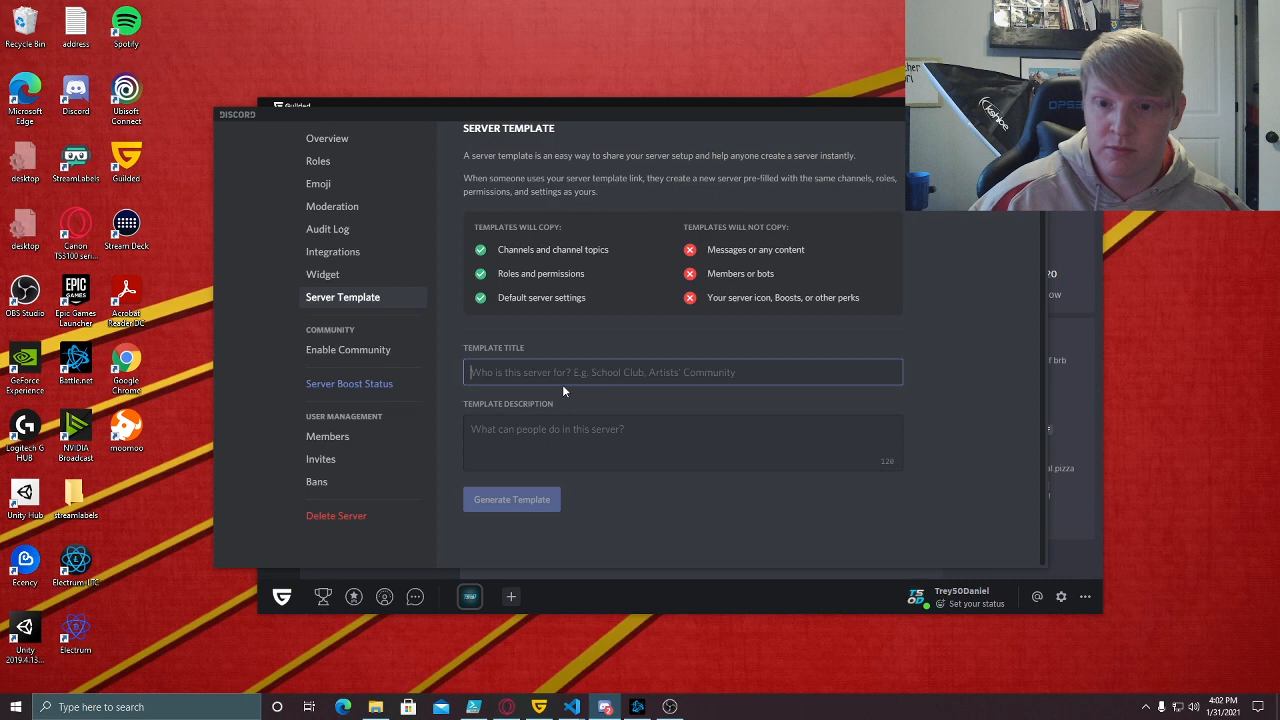 Recycle Bin
address
Spotify
Microsoft Edge
Discord
Ubisoft Connect
desktop
StreamLabels
Guilded
desktop
Canon TS3100 seri...
Stream Deck
OBS Studio
Epic Games Launcher
Acrobat Reader DC
GeForce Experience
Battle.net
Google Chrome
Logitech G HUB
NVIDIA Broadcast
moomoo
Unity Hub
streamlabels
Ecency
Electrum LTC
Unity 2019.4.13...
Electrum
Guilded
DISCORD
Overview
Roles
Emoji
Moderation
Audit Log
Integrations
Widget
Server Template
COMMUNITY
Enable Community
Server Boost Status
USER MANAGEMENT
Members
Invites
Bans
Delete Server
SERVER TEMPLATE
A server template is an easy way to share your server setup and help anyone create a server instantly.
When someone uses your server template link, they create a new server pre-filled with the same channels, roles,
permissions, and settings as yours.
TEMPLATES WILL COPY:
Channels and channel topics
Roles and permissions
Default server settings
TEMPLATES WILL NOT COPY:
Messages or any content
Members or bots
Your server icon, Boosts, or other perks
TEMPLATE TITLE
Who is this server for? E.g. School Club, Artists' Community
TEMPLATE DESCRIPTION
What can people do in this server?
120
Generate Template
ow
f brb
al.pizza
Trey50Daniel
Set your status
Type here to search
4:02 PM
1/31/2021